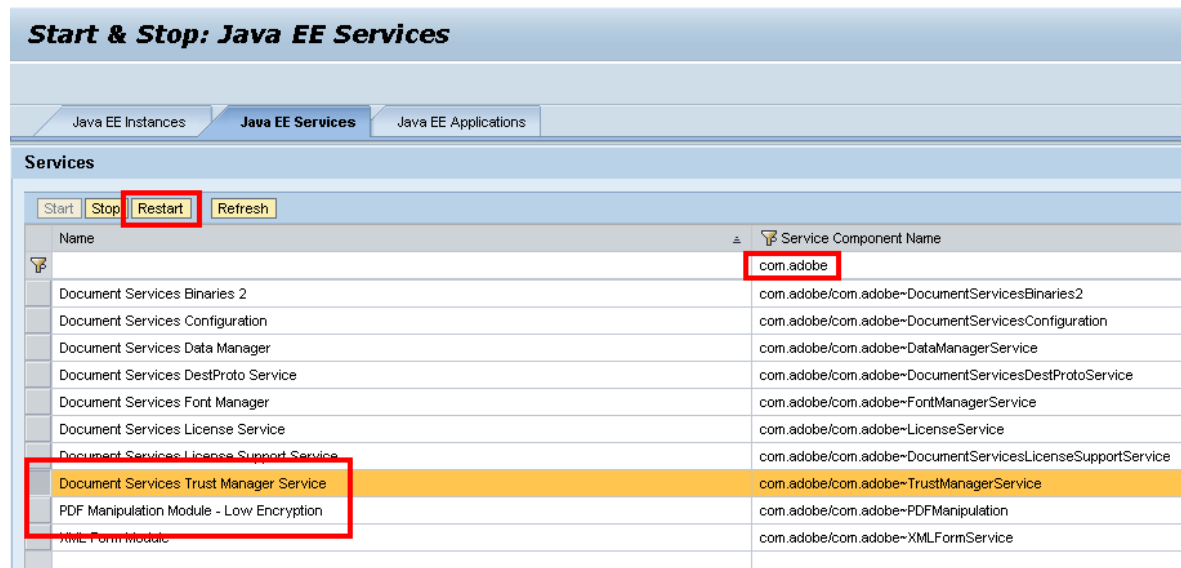 Start & Stop: Java EE Services
Java EE Instances Java EE Services Java EE Applications
Services
Start Stop Restart Refresh
Name Service Component Name
com.adobe
Document Services Binaries 2 com.adobe/com.adobe~DocumentServicesBinaries2
Document Services Configuration com.adobe/com.adobe~DocumentServicesConfiguration
Document Services Data Manager com.adobe/com.adobe~DataManagerService
Document Services DestProto Service com.adobe/com.adobe~DocumentServicesDestProtoService
Document Services Font Manager com.adobe/com.adobe~FontManagerService
Document Services License Service com.adobe/com.adobe~LicenseService
Document Services License Support Service com.adobe/com.adobe~DocumentServicesLicenseSupportService
Document Services Trust Manager Service com.adobe/com.adobe~TrustManagerService
PDF Manipulation Module - Low Encryption com.adobe/com.adobe~PDFManipulation
XML Form Module com.adobe/com.adobe~XMLFormService